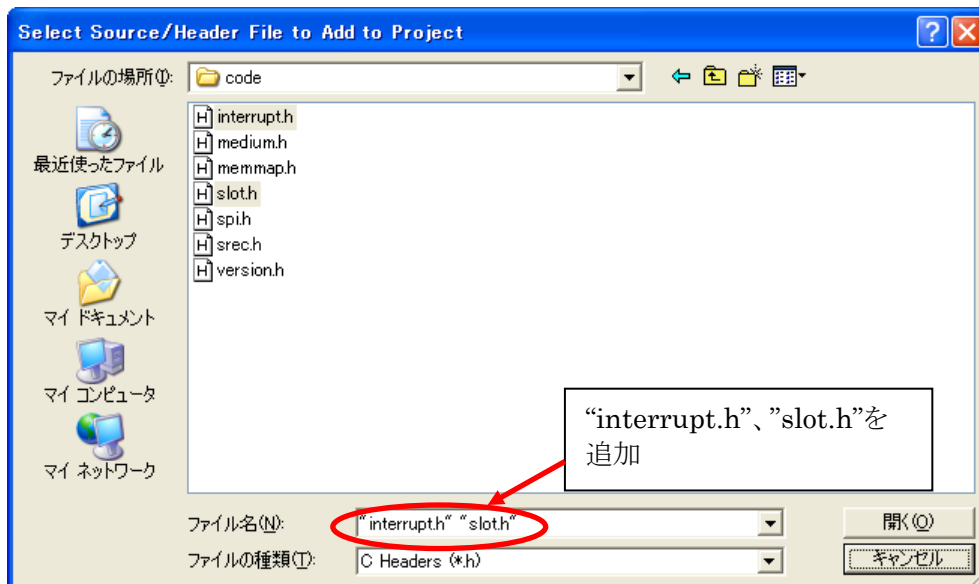 Select Source/Header File to Add to Project
ファイルの場所(I):
code
interrupt.h
medium.h
memmap.h
slot.h
spi.h
srec.h
version.h
最近使ったファイル
デスクトップ
マイ ドキュメント
マイ コンピュータ
マイ ネットワーク
“interrupt.h”、”slot.h”を
追加
ファイル名(N):
"interrupt.h" "slot.h"
開く(O)
ファイルの種類(T):
C Headers (*.h)
キャンセル